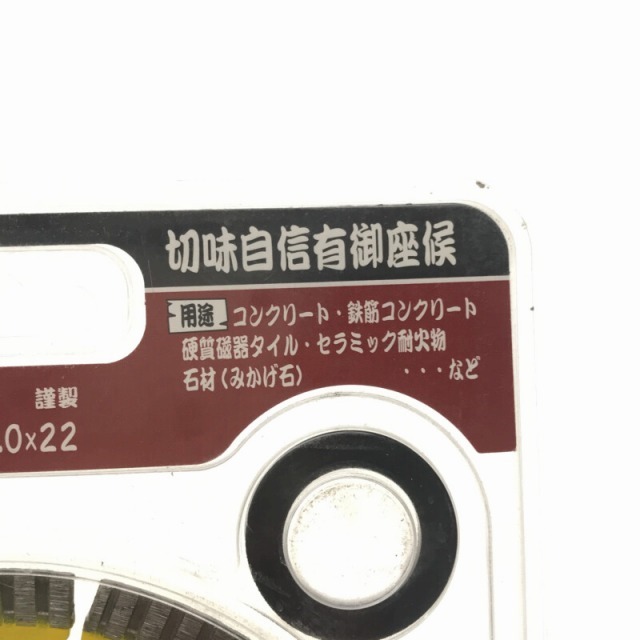 切味自信有御座候
用途 コンクリート・鉄筋コンクリート
硬質磁器タイル・セラミック耐火物
石材(みかげ石) ・・・など
謹製
.0×22